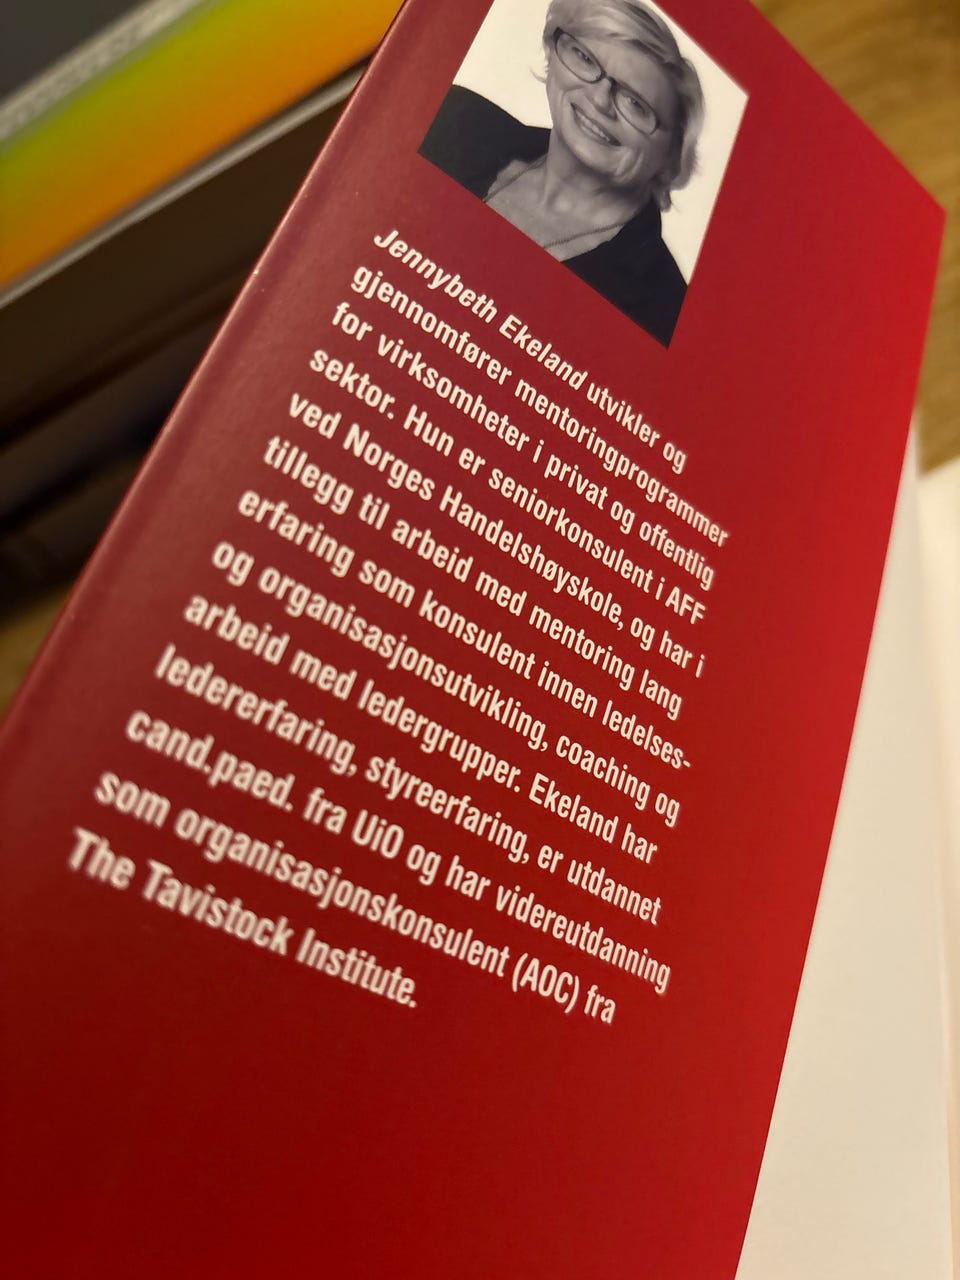 Jennybeth Ekeland utvikler og
gjennomfører mentoringprogrammer
for virksomheter i privat og offentlig
sektor. Hun er seniorkonsulent i AFF
ved Norges Handelshøyskole, og har i
tillegg til arbeid med mentoring lang
erfaring som konsulent innen ledelses-
og organisasjonsutvikling, coaching og
arbeid med ledergrupper. Ekeland har
ledererfaring, styreerfaring, er utdannet
cand.paed. fra UiO og har videreutdanning
som organisasjonskonsulent (AOC) fra
The Tavistock Institute.